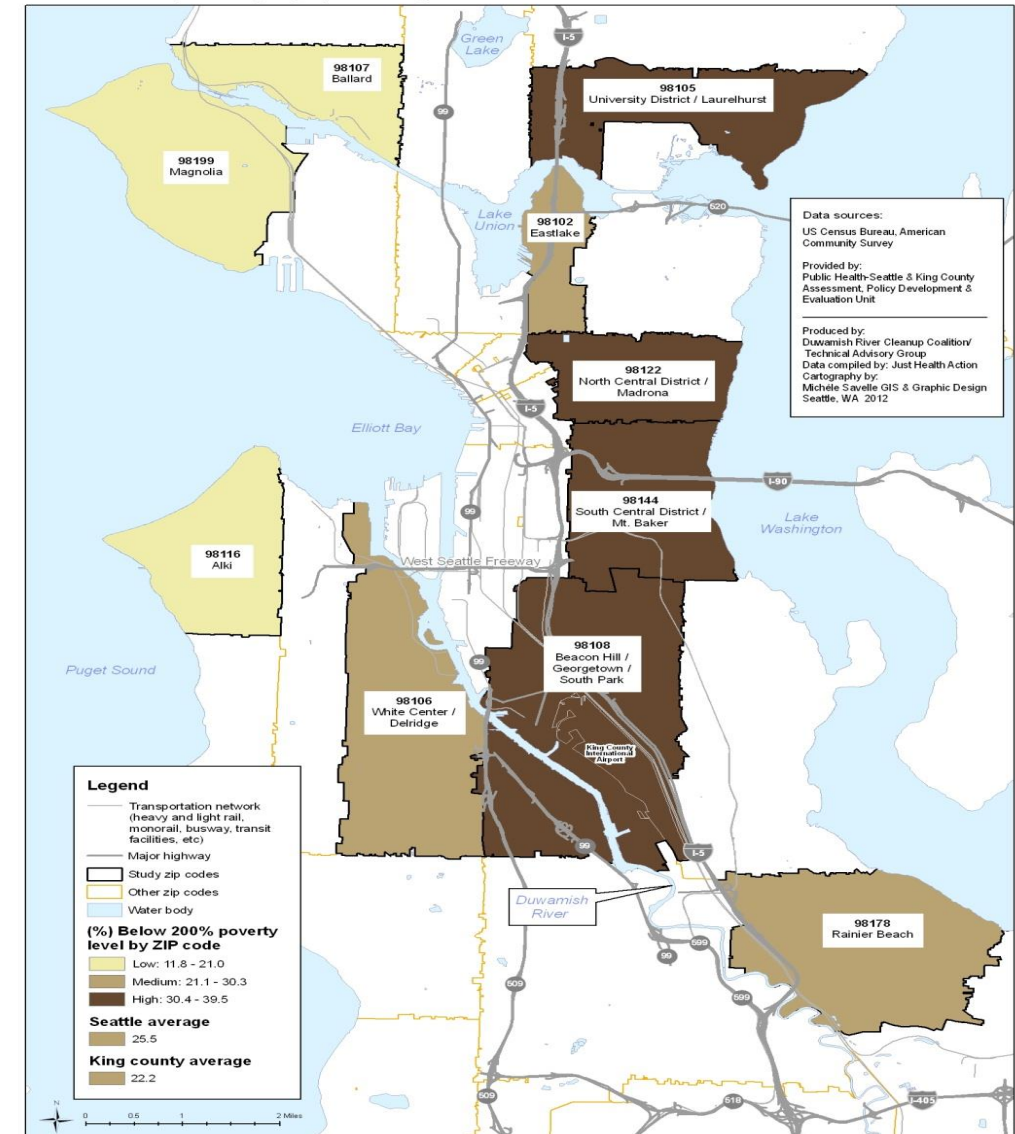 Green
Lake
I-5
98107
Ballard
98105
University District / Laurelhurst
99
98199
Magnolia
Lake
Union
98102
Eastlake
520
Data sources:
US Census Bureau, American
Community Survey
Provided by:
Public Health-Seattle & King County
Assessment, Policy Development &
Evaluation Unit
Produced by:
Duwamish River Cleanup Coalition/
Technical Advisory Group
Data compiled by: Just Health Action
Cartography by:
Michéle Savelle GIS & Graphic Design
Seattle, WA 2012
98122
North Central District /
Madrona
I-5
Elliott Bay
I-90
98144
South Central District /
Mt. Baker
99
Lake
Washington
98116
Alki
West Seattle Freeway
Puget Sound
99
98108
Beacon Hill /
Georgetown /
South Park
98106
White Center /
Delridge
King County
International
Airport
Legend
Transportation network
(heavy and light rail,
monorail, busway, transit
facilities, etc)
Major highway
Study zip codes
Other zip codes
Water body
(%) Below 200% poverty
level by ZIP code
Low: 11.8 - 21.0
Medium: 21.1 - 30.3
High: 30.4 - 39.5
Seattle average
25.5
King county average
22.2
99
I-5
Duwamish
River
98178
Rainier Beach
599
99
509
599
509
518
I-405
N
0 0.5 1 2 Miles